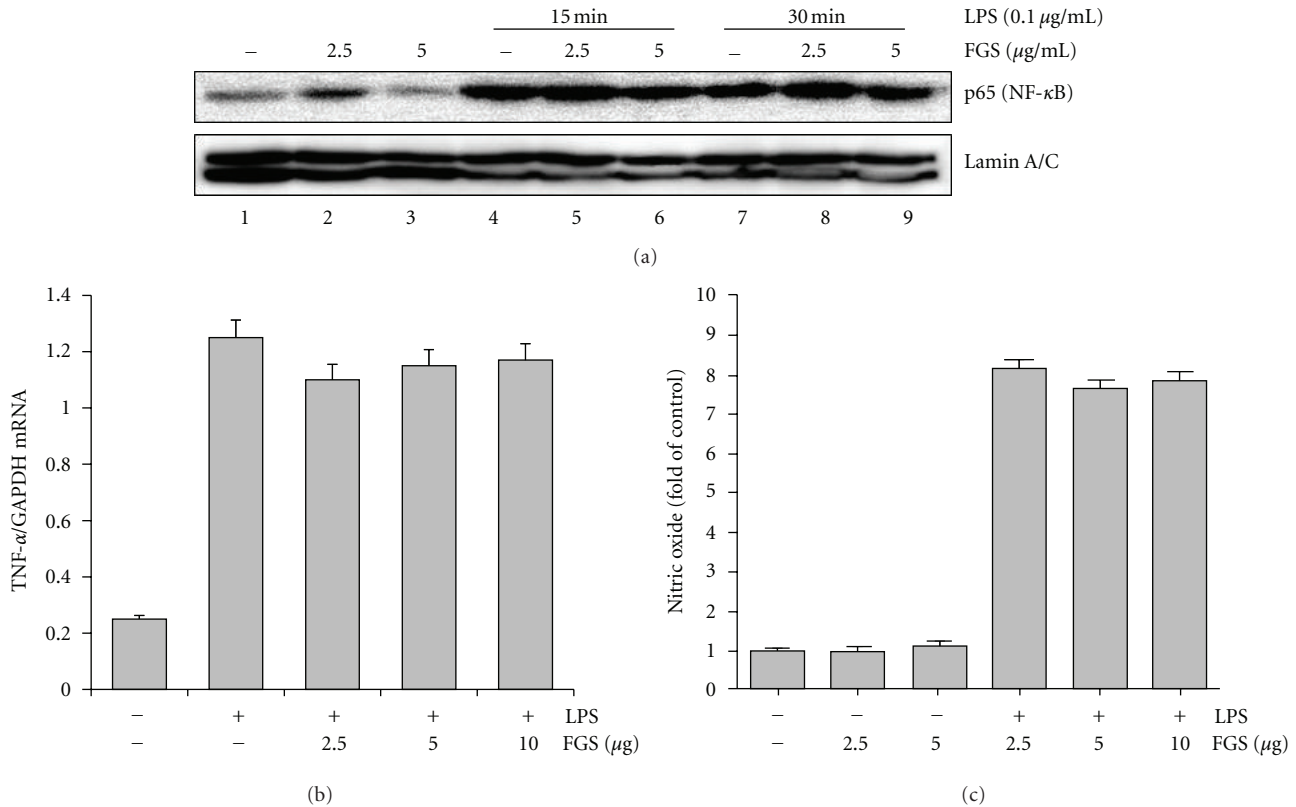 15 min 30 min LPS (0.1 μg/mL)
– 2.5 5 – 2.5 5 – 2.5 5 FGS (μg/mL)
p65 (NF-κB)
Lamin A/C
1 2 3 4 5 6 7 8 9
(a)
TNF-α/GAPDH mRNA
1.4
1.2
1
0.8
0.6
0.4
0.2
0
– + + + + LPS
– – 2.5 5 10 FGS (μg)
(b)
Nitric oxide (fold of control)
10
9
8
7
6
5
4
3
2
1
0
– – – + + + LPS
– 2.5 5 2.5 5 10 FGS (μg)
(c)